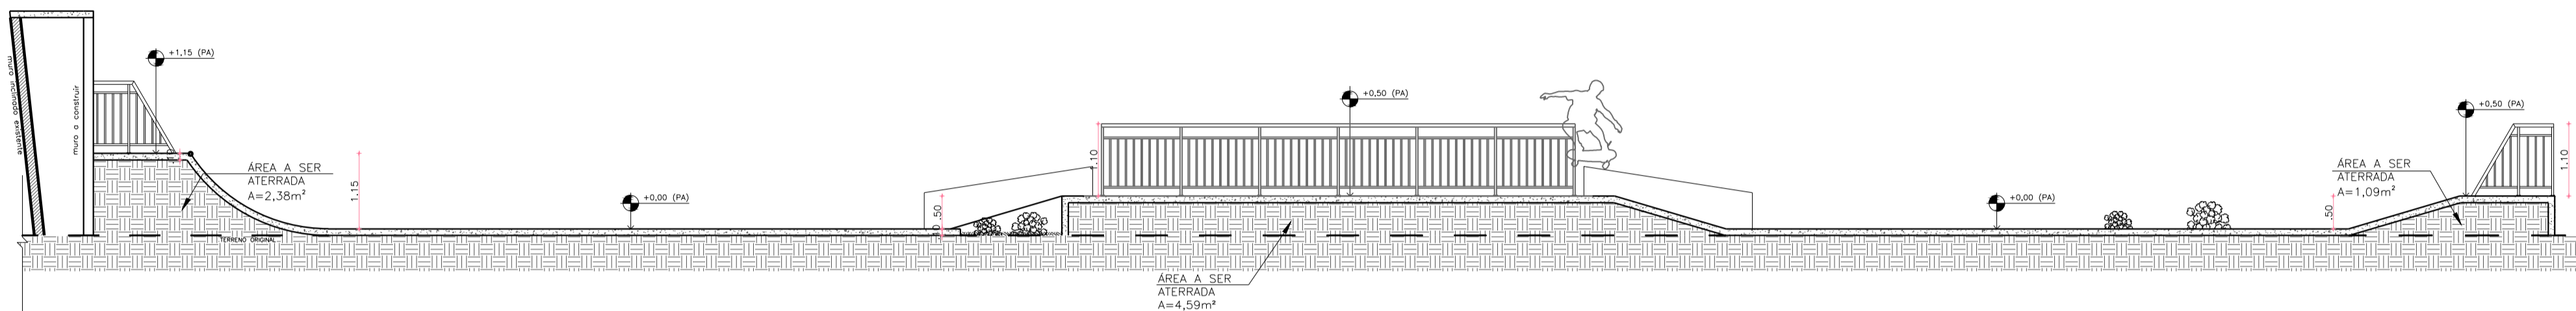 muro inclinado existente
muro a construir
+1,15 (PA)
.10
ÁREA A SER
ATERRADA
A=2,38m²
TERRENO ORIGINAL
1.15
+0,00 (PA)
.50
.10
1.10
+0,50 (PA)
ÁREA A SER
ATERRADA
A=4,59m²
+0,00 (PA)
.50
ÁREA A SER
ATERRADA
A=1,09m²
+0,50 (PA)
1.10